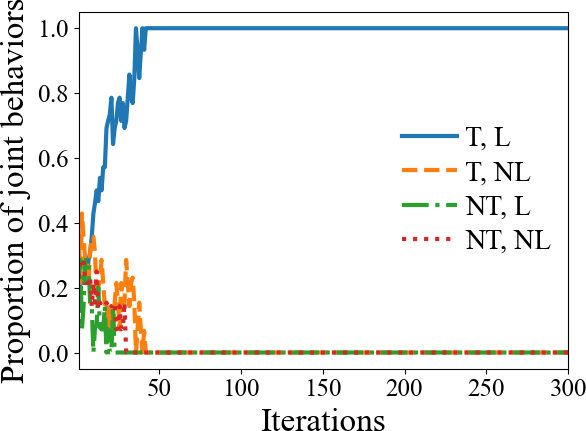 Proportion of joint behaviors
1.0
0.8
0.6
0.4
0.2
0.0
T, L
T, NL
NT, L
NT, NL
50
100
150
200
250
300
Iterations